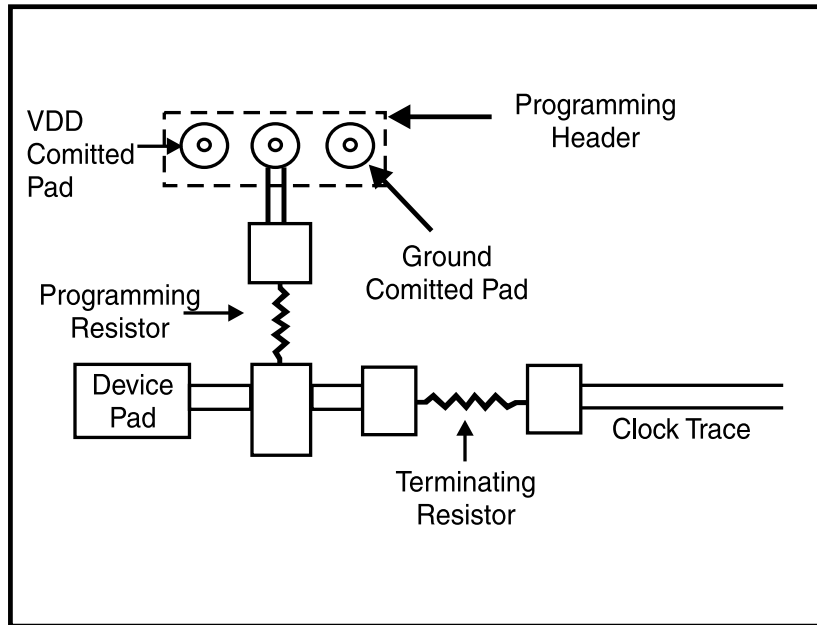 VDD
Comitted
Pad
Programming
Header
Ground
Comitted Pad
Programming
Resistor
Device
Pad
Clock Trace
Terminating
Resistor